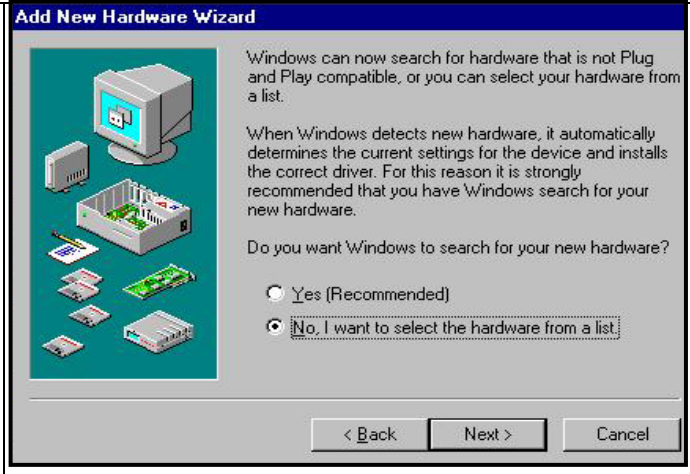 Add New Hardware Wizard
Windows can now search for hardware that is not Plug
and Play compatible, or you can select your hardware from
a list.
When Windows detects new hardware, it automatically
determines the current settings for the device and installs
the correct driver. For this reason it is strongly
recommended that you have Windows search for your
new hardware.
Do you want Windows to search for your new hardware?
Yes (Recommended)
No, I want to select the hardware from a list.
< Back
Next >
Cancel